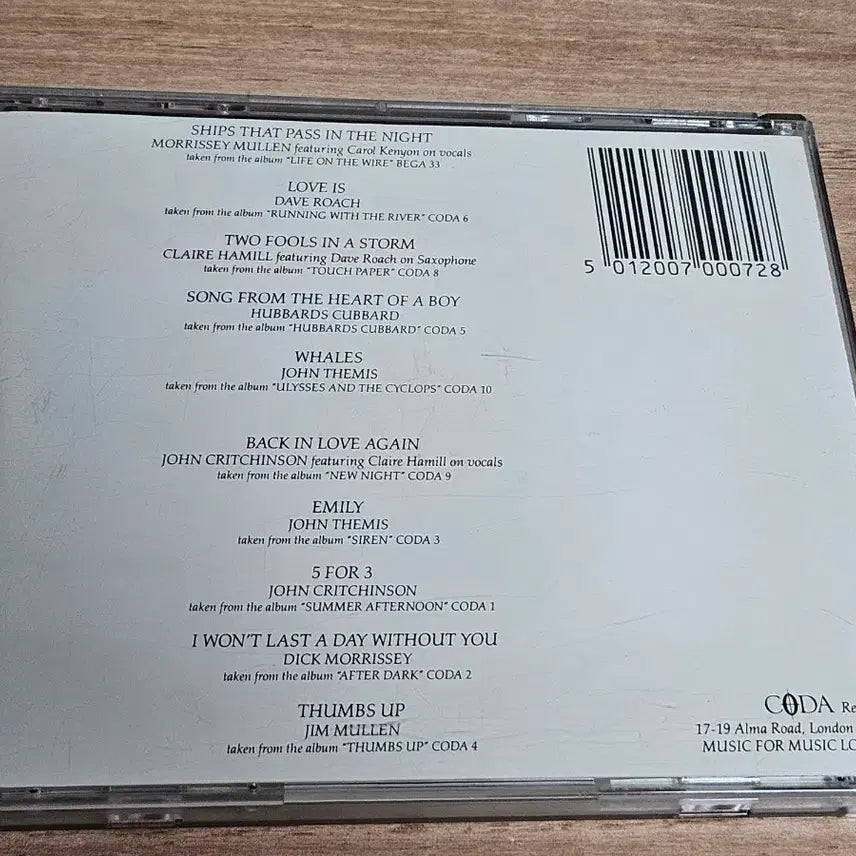 SHIPS THAT PASS IN THE NIGHT
MORRISSEY MULLEN featuring Carol Kenyon on vocals
taken from the album "LIFE ON THE WIRE" BEGA 33
LOVE IS
DAVE ROACH
taken from the album "RUNNING WITH THE RIVER" CODA 6
TWO FOOLS IN A STORM
CLAIRE HAMILL featuring Dave Roach on Saxophone
taken from the album "TOUCH PAPER" CODA 8
SONG FROM THE HEART OF A BOY
HUBBARDS CUBBARD
taken from the album "HUBBARDS CUBBARD" CODA 5
WHALES
JOHN THEMIS
taken from the album "ULYSSES AND THE CYCLOPS" CODA 10
BACK IN LOVE AGAIN
JOHN CRITCHINSON featuring Claire Hamill on vocals
taken from the album "NEW NIGHT" CODA 9
EMILY
JOHN THEMIS
taken from the album "SIREN" CODA 3
5 FOR 3
JOHN CRITCHINSON
taken from the album "SUMMER AFTERNOON" CODA 1
I WON'T LAST A DAY WITHOUT YOU
DICK MORRISSEY
taken from the album "AFTER DARK" CODA 2
THUMBS UP
JIM MULLEN
taken from the album "THUMBS UP" CODA 4
5 012007 000728
CODA Re
17-19 Alma Road, London
MUSIC FOR MUSIC LO